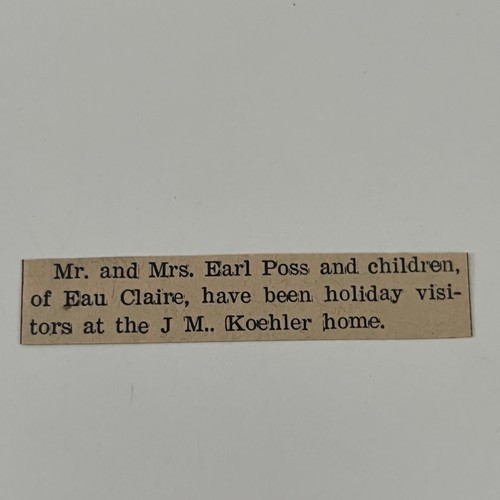 Mr. and Mrs. Earl Poss and children,
of Eau Claire, have been holiday visi-
tors at the J M.. Koehler home.